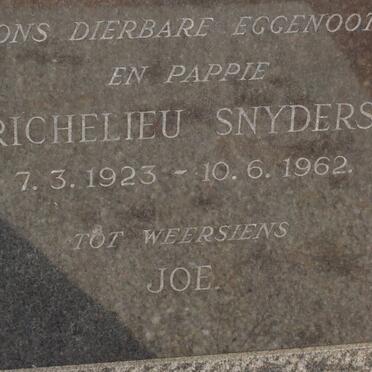 ONS DIERBARE EGGENOOT
EN PAPPIE
RICHELIEU SNYDERS
7.3.1923 - 10.6.1962.
TOT WEERSIENS
JOE.